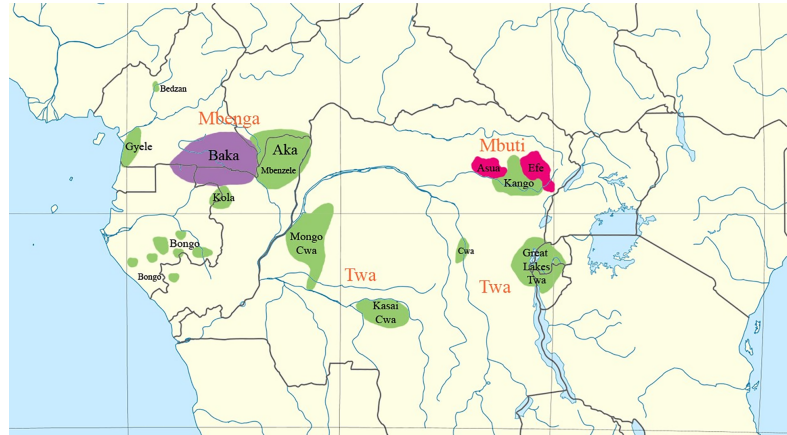 Bedzan
Mbenga
Gyele
Baka
Aka
Mbenzele
Kola
Mbuti
Asua
Efe
Kango
Bongo
Bongo
Mongo
Cwa
Twa
Kasai
Cwa
Cwa
Twa
Great
Lakes
Twa